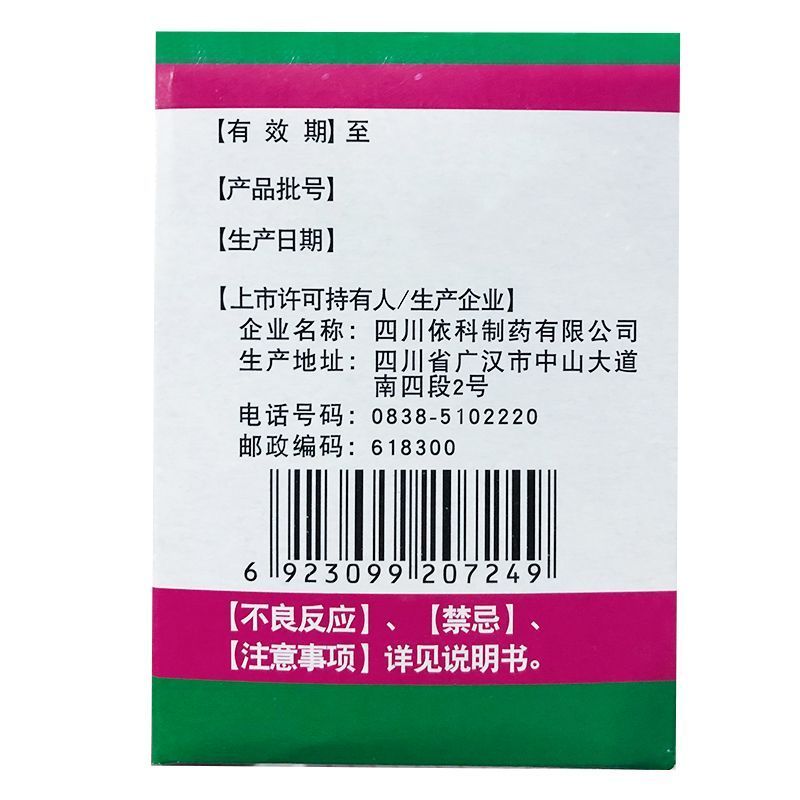 【有 效 期】至
【产品批号】
【生产日期】
【上市许可持有人/生产企业】
企业名称：四川依科制药有限公司
生产地址：四川省广汉市中山大道
南四段2号
电话号码：0838-5102220
邮政编码：618300
6 923099 207249
【不良反应】、【禁忌】、
【注意事项】详见说明书。